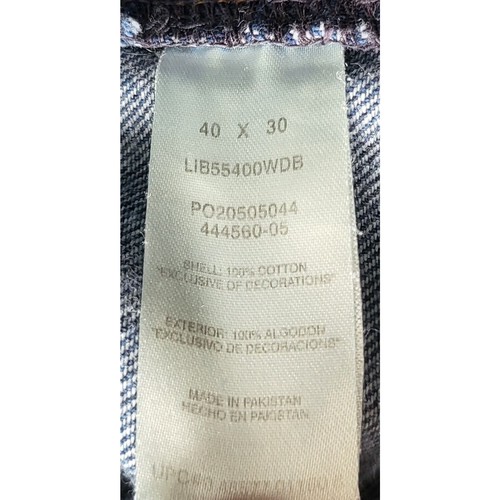 40 X 30
LIB55400WDB
PO20505044
444560-05
SHELL: 100% COTTON
"EXCLUSIVE OF DECORATIONS"
EXTERIOR: 100% ALGODON
"EXCLUSIVO DE DECORACIONS"
MADE IN PAKISTAN
HECHO EN PAKISTAN